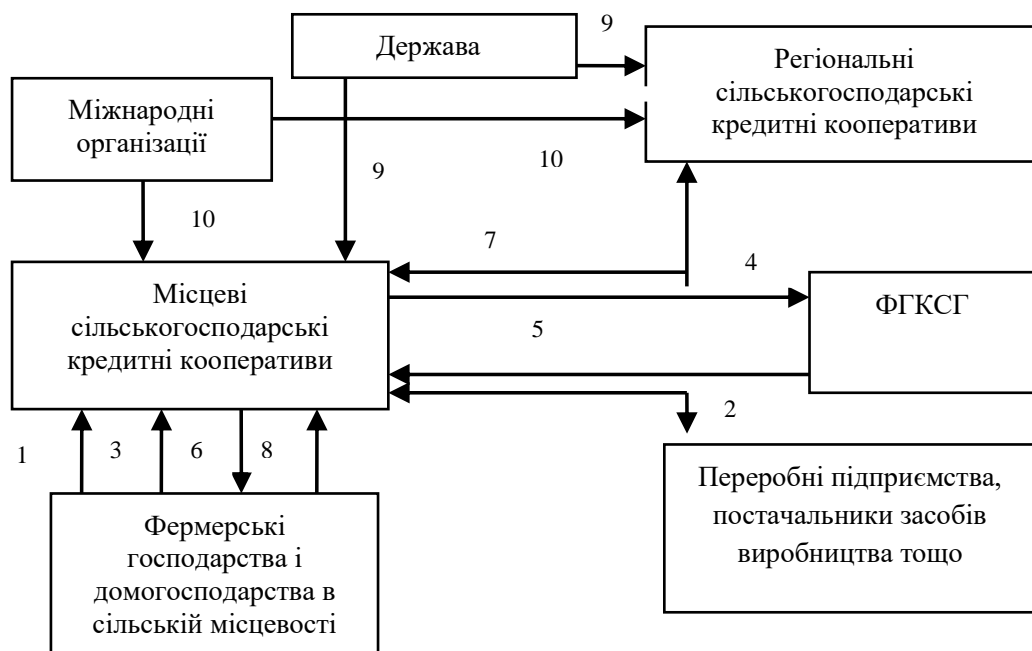 9
Держава
Регіональні
сільськогосподарські
кредитні кооперативи
Міжнародні
організації
10
9
10
7
4
Місцеві
сільськогосподарські
кредитні кооперативи
ФГКСГ
5
2
1
3
6
8
Переробні підприємства,
постачальники засобів
виробництва тощо
Фермерські
господарства і
домогосподарства в
сільській місцевості